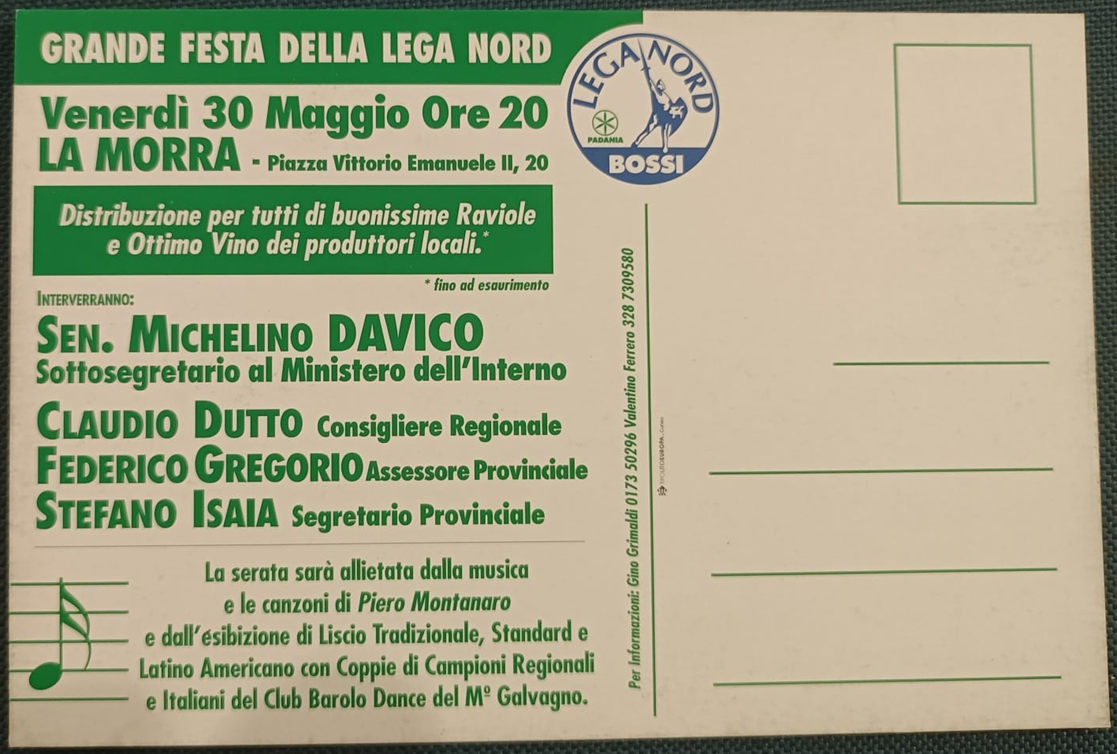 GRANDE FESTA DELLA LEGA NORD
Venerdì 30 Maggio Ore 20
LA MORRA - Piazza Vittorio Emanuele II, 20
LEGA NORD
PADANIA
BOSSI
Distribuzione per tutti di buonissime Raviole
e Ottimo Vino dei produttori locali.*
* fino ad esaurimento
INTERVERRANNO:
SEN. MICHELINO DAVICO
Sottosegretario al Ministero dell'Interno
CLAUDIO DUTTO Consigliere Regionale
FEDERICO GREGORIO Assessore Provinciale
STEFANO ISAIA Segretario Provinciale
La serata sarà allietata dalla musica
e le canzoni di Piero Montanaro
e dall'ésibizione di Liscio Tradizionale, Standard e
Latino Americano con Coppie di Campioni Regionali
e Italiani del Club Barolo Dance del Mº Galvagno.
Per Informazioni: Gino Grimaldi 0173 50296 Valentino Ferrero 328 7309580